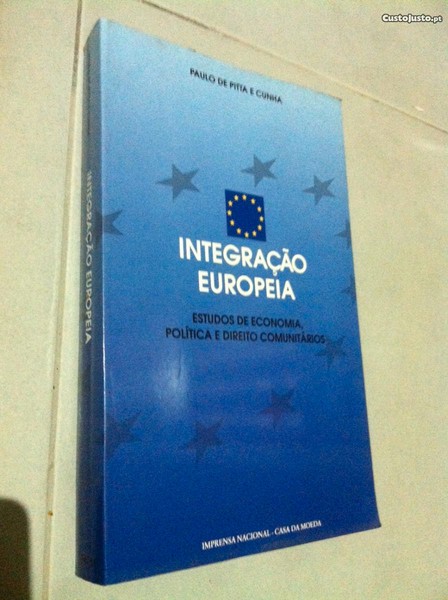 CustoJusto.pt
PAULO DE PITTA E CUNHA
INTEGRAÇÃO
EUROPEIA
ESTUDOS DE ECONOMIA,
POLÍTICA E DIREITO COMUNITÁRIOS
IMPRENSA NACIONAL - CASA DA MOEDA
INTEGRAÇÃO EUROPEIA